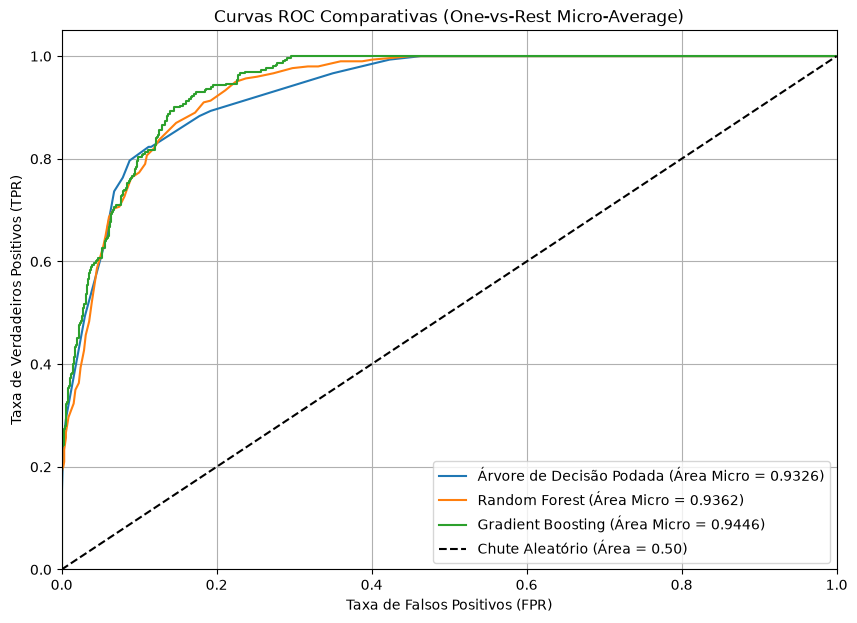 Curvas ROC Comparativas (One-vs-Rest Micro-Average)
1.0
0.8
0.6
0.4
0.2
0.0
Taxa de Verdadeiros Positivos (TPR)
Árvore de Decisão Podada (Área Micro = 0.9326)
Random Forest (Área Micro = 0.9362)
Gradient Boosting (Área Micro = 0.9446)
Chute Aleatório (Área = 0.50)
0.0 0.2 0.4 0.6 0.8 1.0
Taxa de Falsos Positivos (FPR)